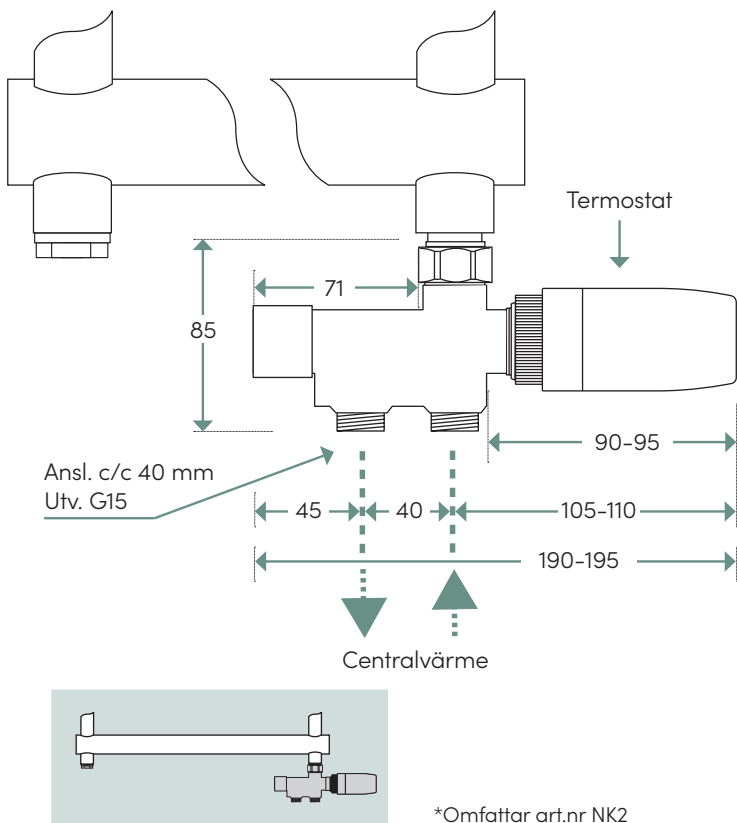 Termostat
71
85
90-95
Ansl. c/c 40 mm
Utv. G15
45
40
105-110
190-195
Centralvärme
*Omfattar art.nr NK2